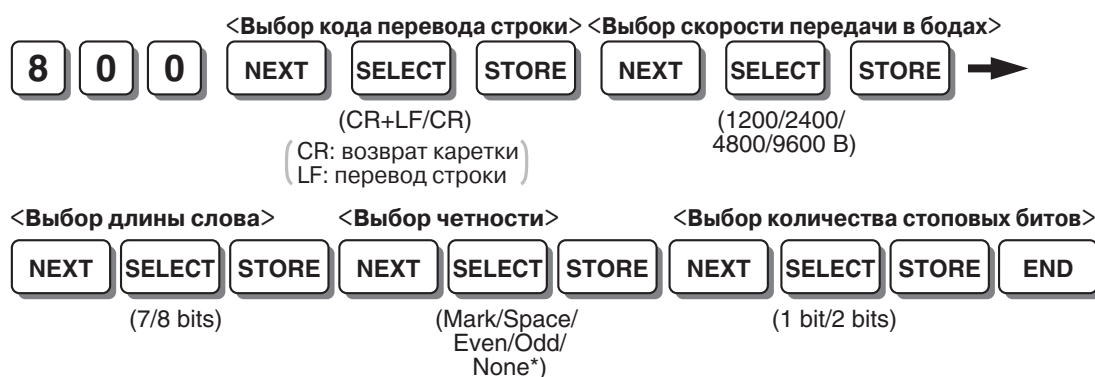 <Выбор кода перевода строки> <Выбор скорости передачи в бодах>
8 0 0 NEXT SELECT STORE NEXT SELECT STORE
(CR+LF/CR)
CR: возврат каретки
LF: перевод строки
(1200/2400/
4800/9600 B)
<Выбор длины слова> <Выбор четности> <Выбор количества стоповых битов>
NEXT SELECT STORE NEXT SELECT STORE NEXT SELECT STORE END
(7/8 bits)
(Mark/Space/
Even/Odd/
None*)
(1 bit/2 bits)